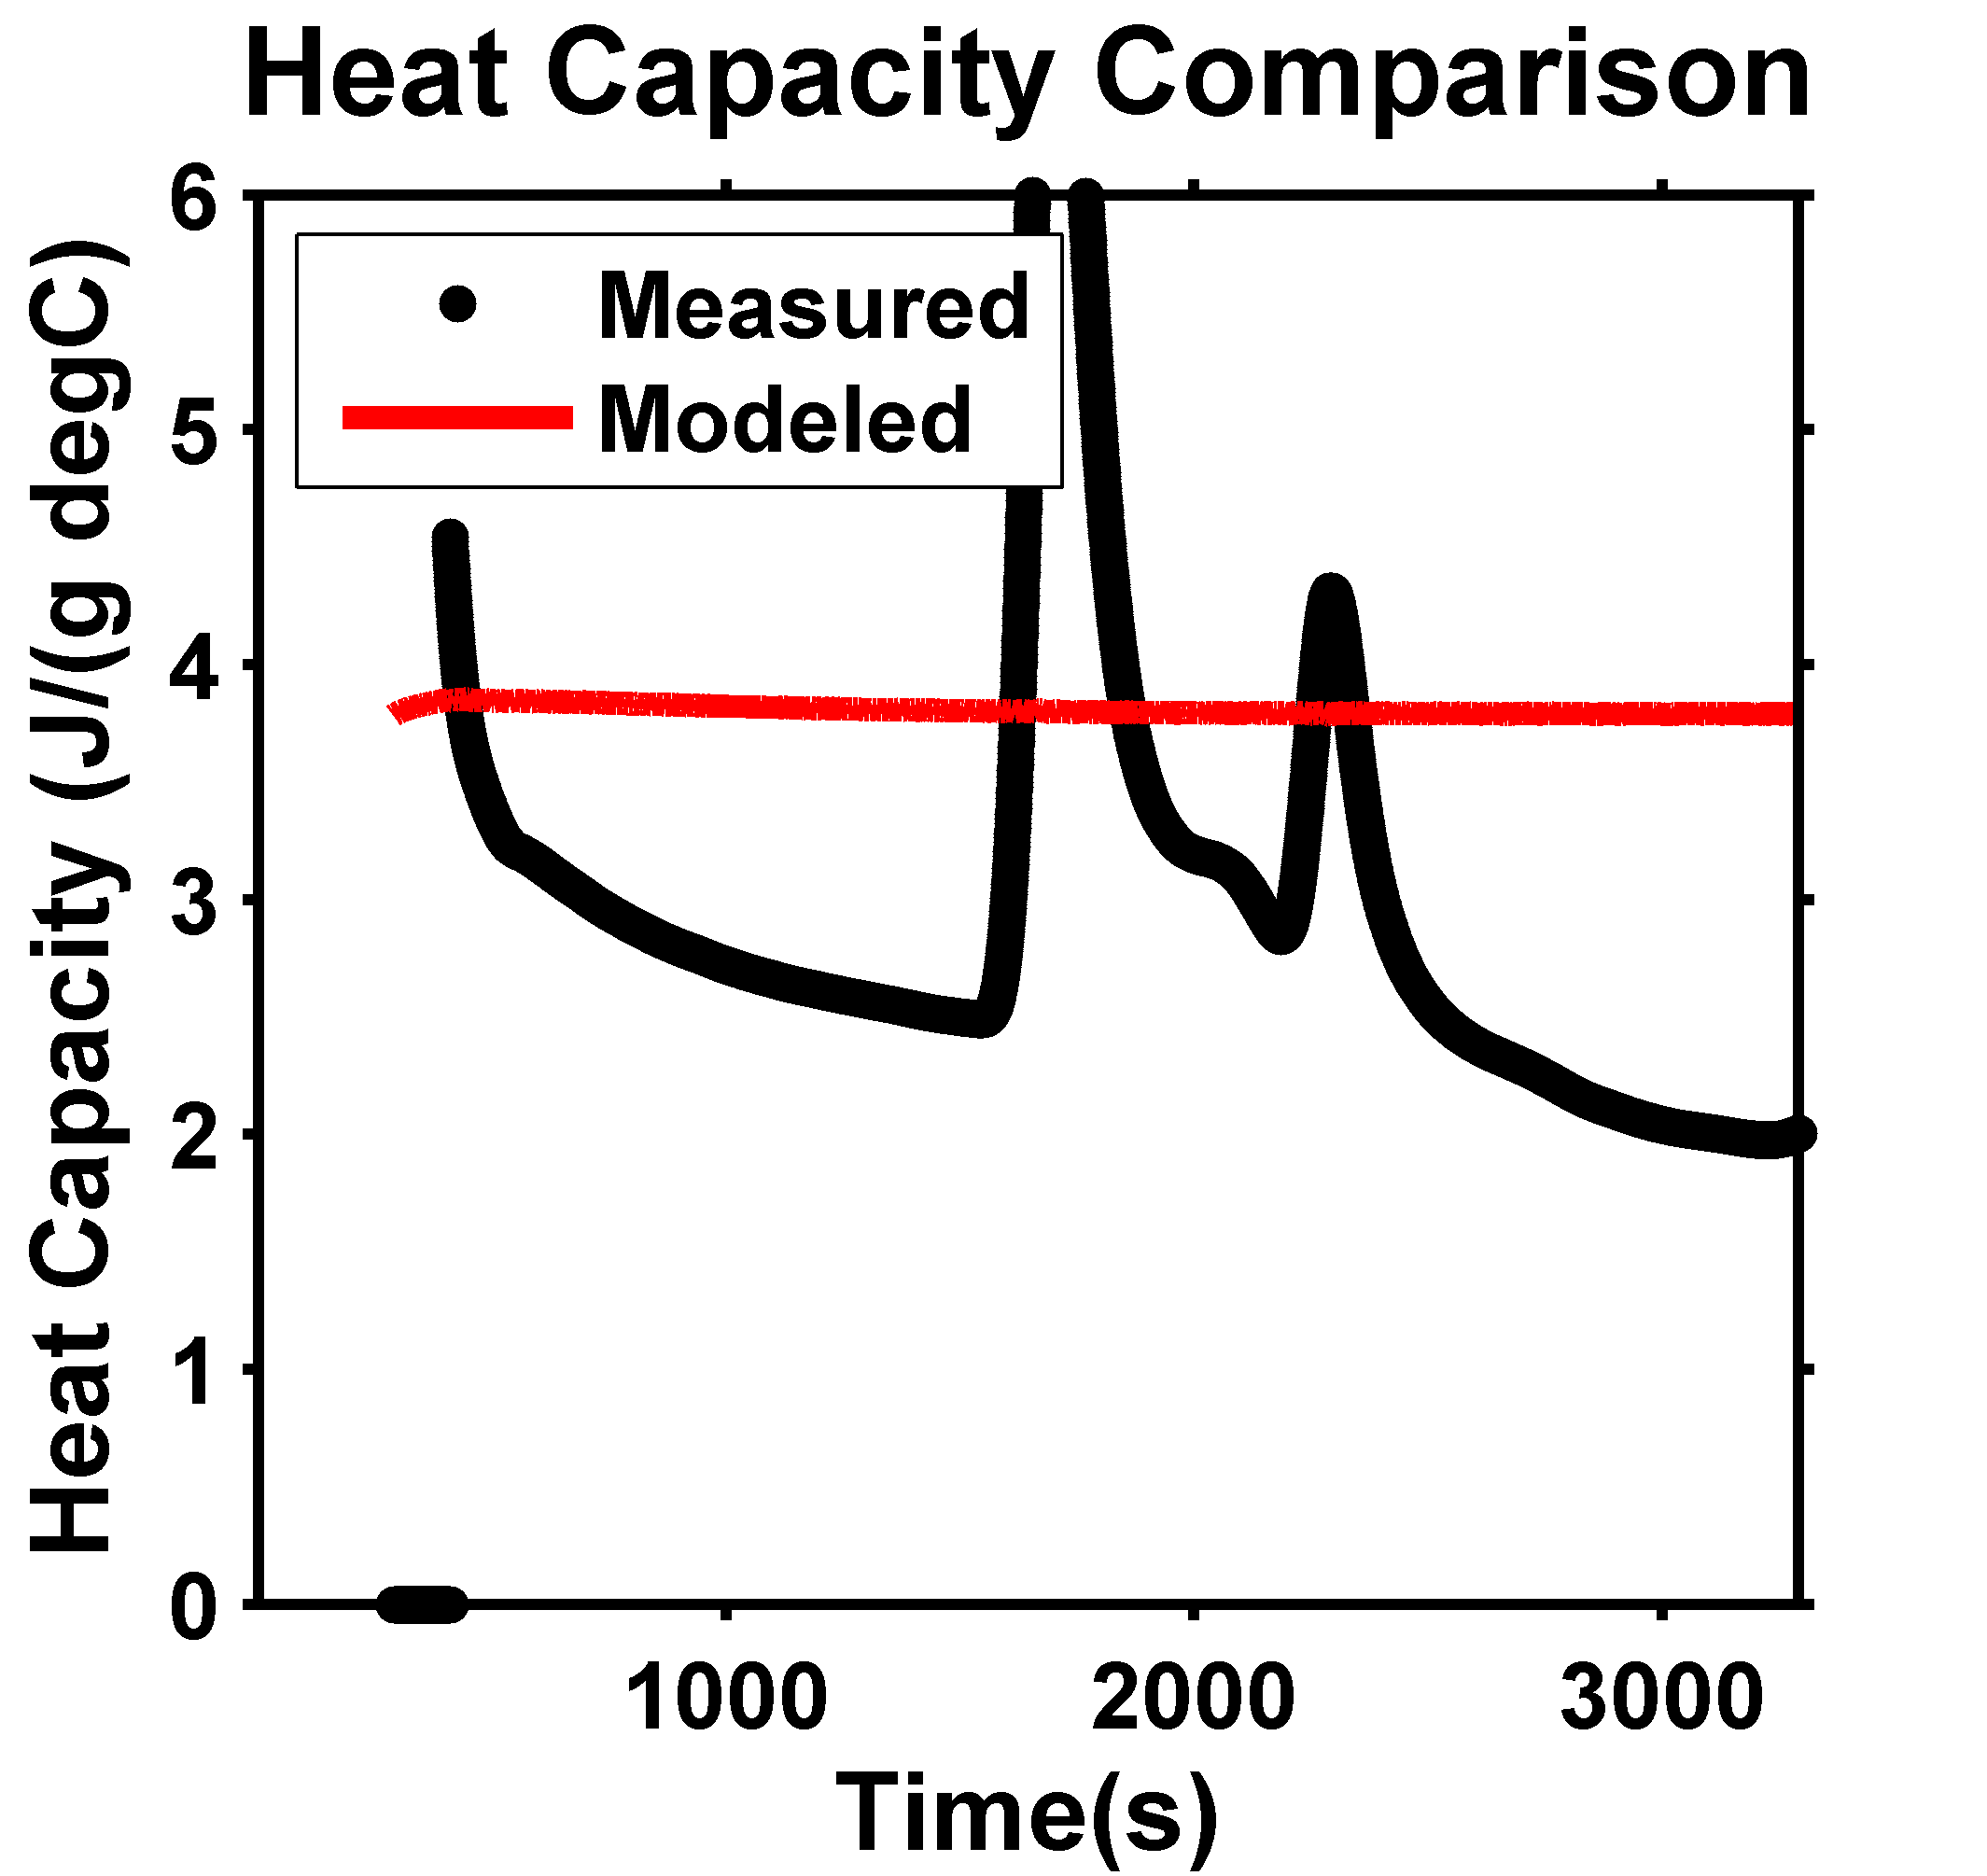 Heat Capacity Comparison
Heat Capacity (J/(g degC)
6
5
4
3
2
1
0
Measured
Modeled
1000 2000 3000
Time(s)